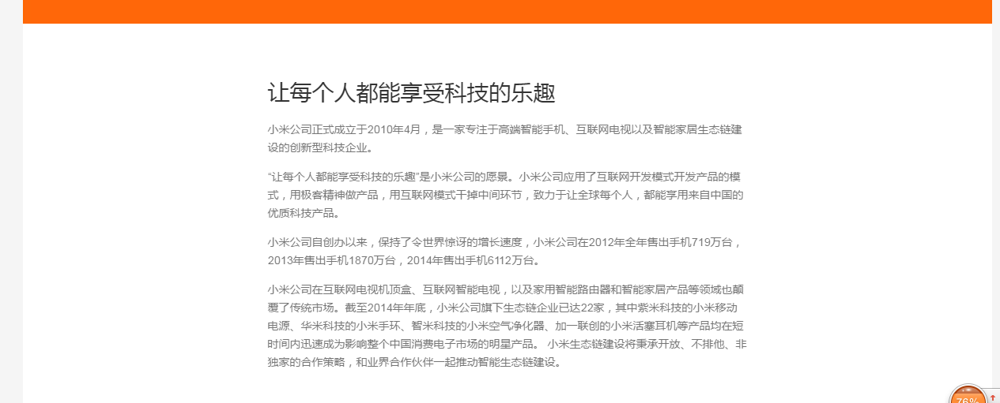 让每个人都能享受科技的乐趣
小米公司正式成立于2010年4月，是一家专注于高端智能手机、互联网电视以及智能家居生态链建
设的创新型科技企业。
“让每个人都能享受科技的乐趣”是小米公司的愿景。小米公司应用了互联网开发模式开发产品的模
式，用极客精神做产品，用互联网模式干掉中间环节，致力于让全球每个人，都能享用来自中国的
优质科技产品。
小米公司自创办以来，保持了令世界惊讶的增长速度，小米公司在2012年全年售出手机719万台，
2013年售出手机1870万台，2014年售出手机6112万台。
小米公司在互联网电视机顶盒、互联网智能电视，以及家用智能路由器和智能家居产品等领域也颠
覆了传统市场。截至2014年年底，小米公司旗下生态链企业已达22家，其中紫米科技的小米移动
电源、华米科技的小米手环、智米科技的小米空气净化器、加一联创的小米活塞耳机等产品均在短
时间内迅速成为影响整个中国消费电子市场的明星产品。 小米生态链建设将秉承开放、不排他、非
独家的合作策略，和业界合作伙伴一起推动智能生态链建设。
76%